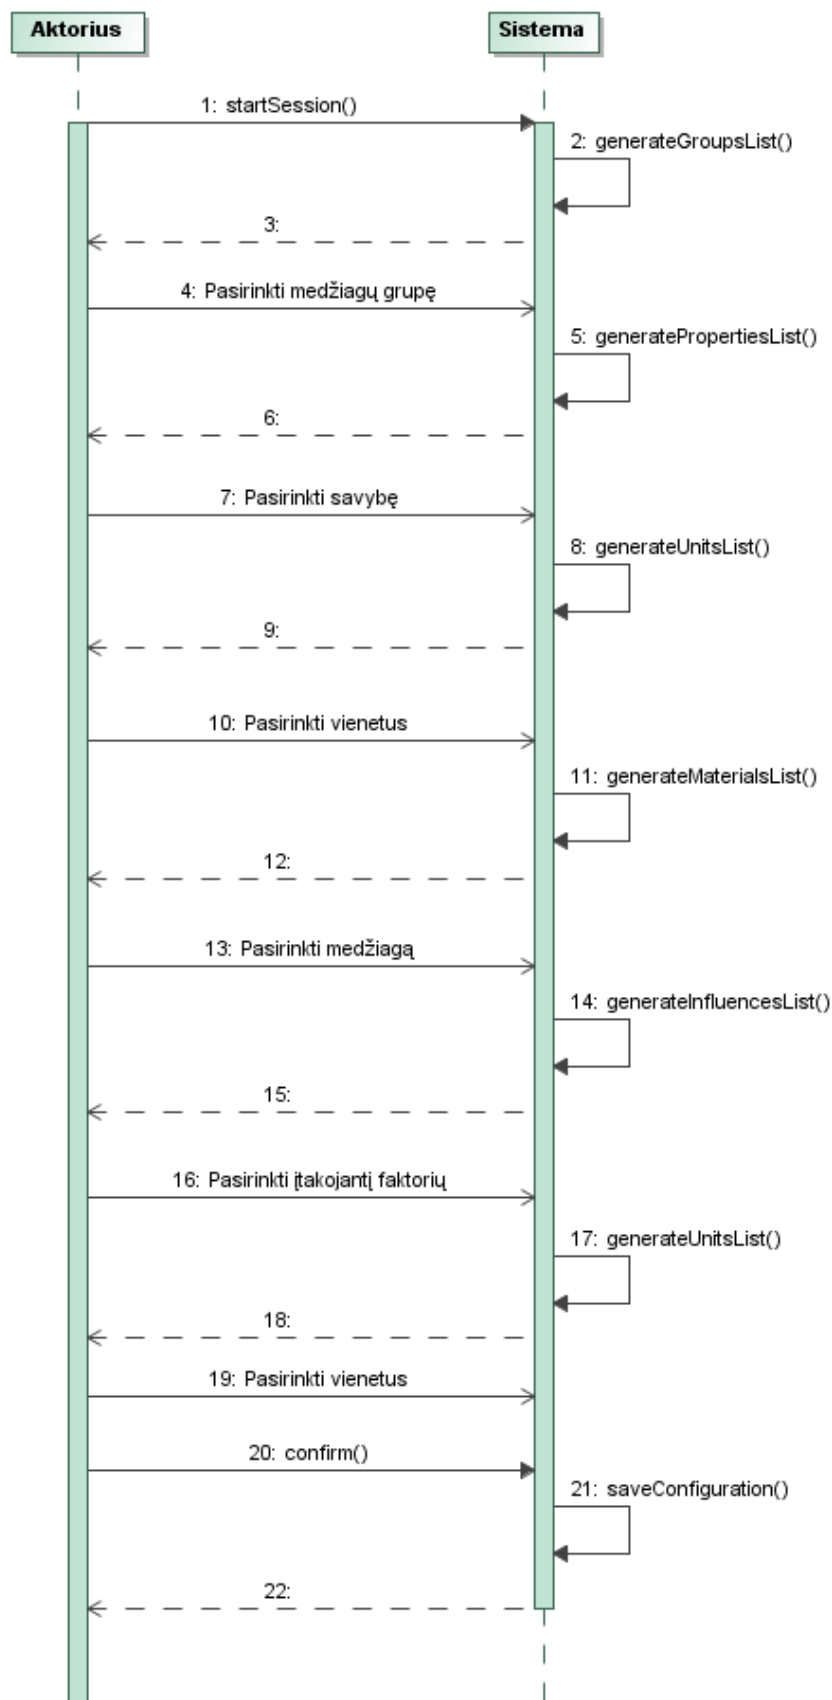 Aktorius
Sistema
1: startSession()
2: generateGroupsList()
3:
4: Pasirinkti medžiagų grupę
5: generatePropertiesList()
6:
7: Pasirinkti savybę
8: generateUnitsList()
9:
10: Pasirinkti vienetus
11: generateMaterialsList()
12:
13: Pasirinkti medžiagą
14: generateInfluencesList()
15:
16: Pasirinkti įtakojantį faktorių
17: generateUnitsList()
18:
19: Pasirinkti vienetus
20: confirm()
21: saveConfiguration()
22: